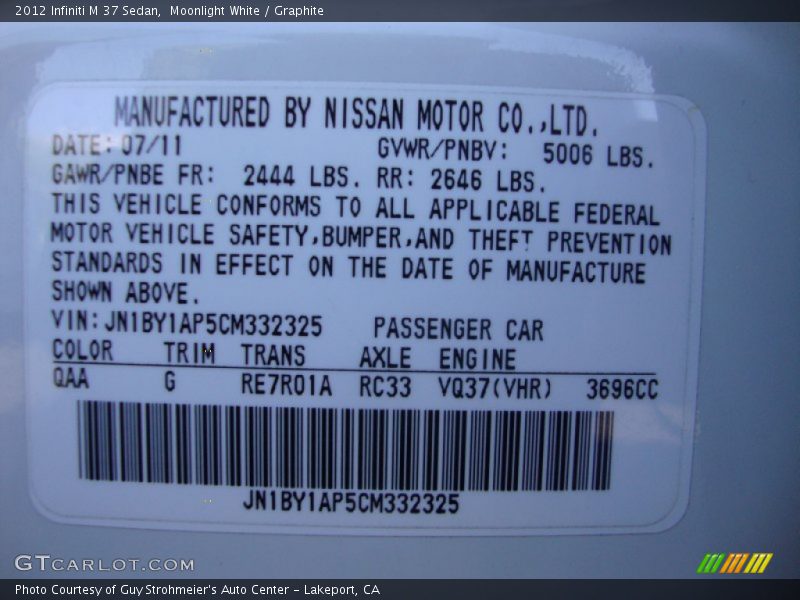 2012 Infiniti M 37 Sedan,  Moonlight White / Graphite
MANUFACTURED BY NISSAN MOTOR CO.,LTD.
DATE: 07/11 GVWR/PNBV: 5006 LBS.
GAWR/PNBE FR: 2444 LBS. RR: 2646 LBS.
THIS VEHICLE CONFORMS TO ALL APPLICABLE FEDERAL
MOTOR VEHICLE SAFETY,BUMPER,AND THEFT PREVENTION
STANDARDS IN EFFECT ON THE DATE OF MANUFACTURE
SHOWN ABOVE.
VIN: JN1BY1AP5CM332325 PASSENGER CAR
COLOR TRIM TRANS AXLE ENGINE
QAA G RE7R01A RC33 VQ37(VHR) 3696CC
JN1BY1AP5CM332325
GTCARLOT.COM
Photo Courtesy of Guy Strohmeier's Auto Center - Lakeport, CA